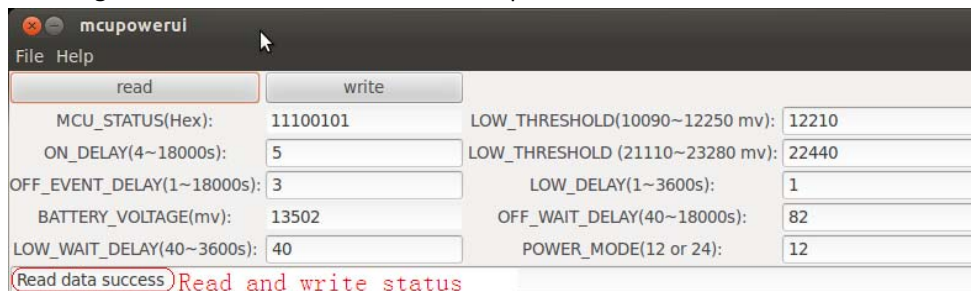 mcupowerui
File Help
read write
MCU_STATUS(Hex): 11100101 LOW_THRESHOLD(10090~12250 mv): 12210
ON_DELAY(4~18000s): 5 LOW_THRESHOLD (21110~23280 mv): 22440
OFF_EVENT_DELAY(1~18000s): 3 LOW_DELAY(1~3600s): 1
BATTERY_VOLTAGE(mv): 13502 OFF_WAIT_DELAY(40~18000s): 82
LOW_WAIT_DELAY(40~3600s): 40 POWER_MODE(12 or 24): 12
Read data success Read and write status